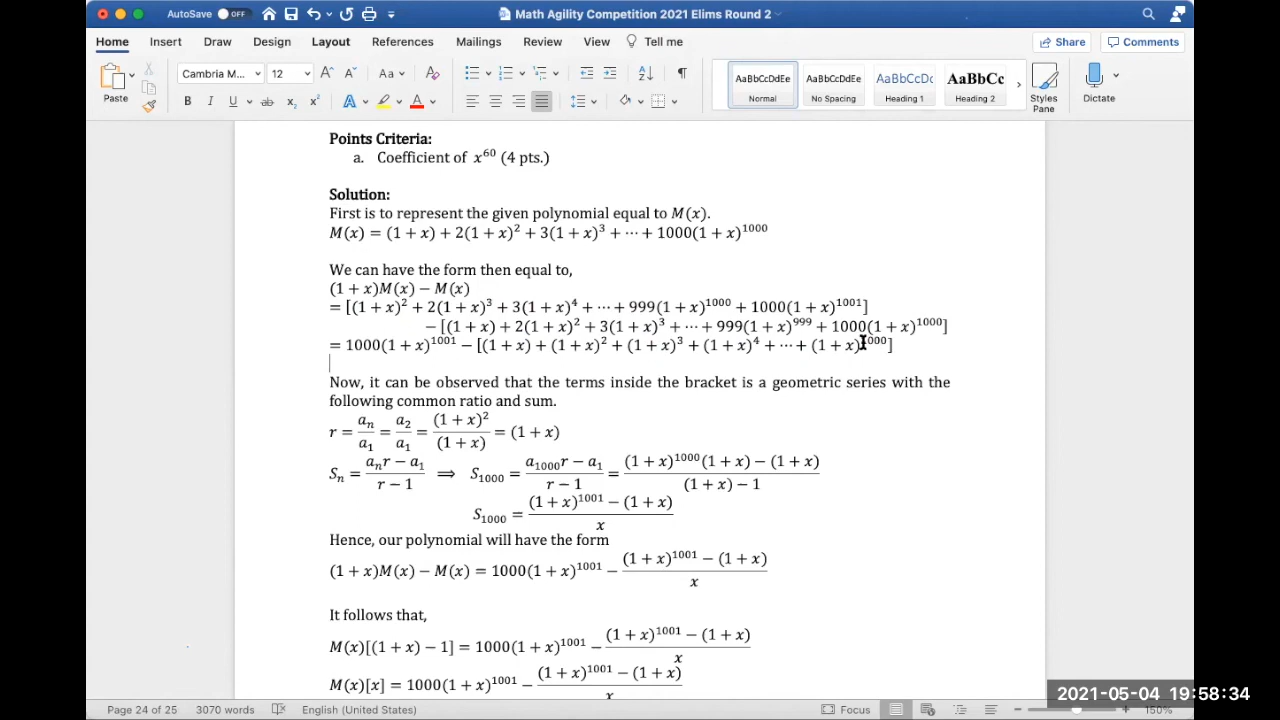 AutoSave OFF Math Agility Competition 2021 Elims Round 2
Home Insert Draw Design Layout References Mailings Review View Tell me Share Comments
Paste Cambria M... 12 Aa AaBbCcDdEe Normal AaBbCcDdEe No Spacing AaBbCcDc Heading 1 AaBbCc Heading 2 Styles Pane Dictate
Points Criteria:
a. Coefficient of x^60 (4 pts.)
Solution:
First is to represent the given polynomial equal to M(x).
M(x) = (1 + x) + 2(1 + x)^2 + 3(1 + x)^3 + ⋯ + 1000(1 + x)^1000
We can have the form then equal to,
(1 + x)M(x) − M(x)
= [(1 + x)^2 + 2(1 + x)^3 + 3(1 + x)^4 + ⋯ + 999(1 + x)^1000 + 1000(1 + x)^1001]
− [(1 + x) + 2(1 + x)^2 + 3(1 + x)^3 + ⋯ + 999(1 + x)^999 + 1000(1 + x)^1000]
= 1000(1 + x)^1001 − [(1 + x) + (1 + x)^2 + (1 + x)^3 + (1 + x)^4 + ⋯ + (1 + x)^1000]
Now, it can be observed that the terms inside the bracket is a geometric series with the
following common ratio and sum.
r = a_n/a_1 = a_2/a_1 = (1 + x)^2/(1 + x) = (1 + x)
S_n = (a_n r − a_1)/(r − 1) ⟹ S_1000 = (a_1000 r − a_1)/(r − 1) = ((1 + x)^1000(1 + x) − (1 + x))/((1 + x) − 1)
S_1000 = ((1 + x)^1001 − (1 + x))/x
Hence, our polynomial will have the form
(1 + x)M(x) − M(x) = 1000(1 + x)^1001 − ((1 + x)^1001 − (1 + x))/x
It follows that,
M(x)[(1 + x) − 1] = 1000(1 + x)^1001 − ((1 + x)^1001 − (1 + x))/x
M(x)[x] = 1000(1 + x)^1001 − ((1 + x)^1001 − (1 + x))/x
Page 24 of 25 3070 words English (United States) Focus 150%
2021-05-04 19:58:34